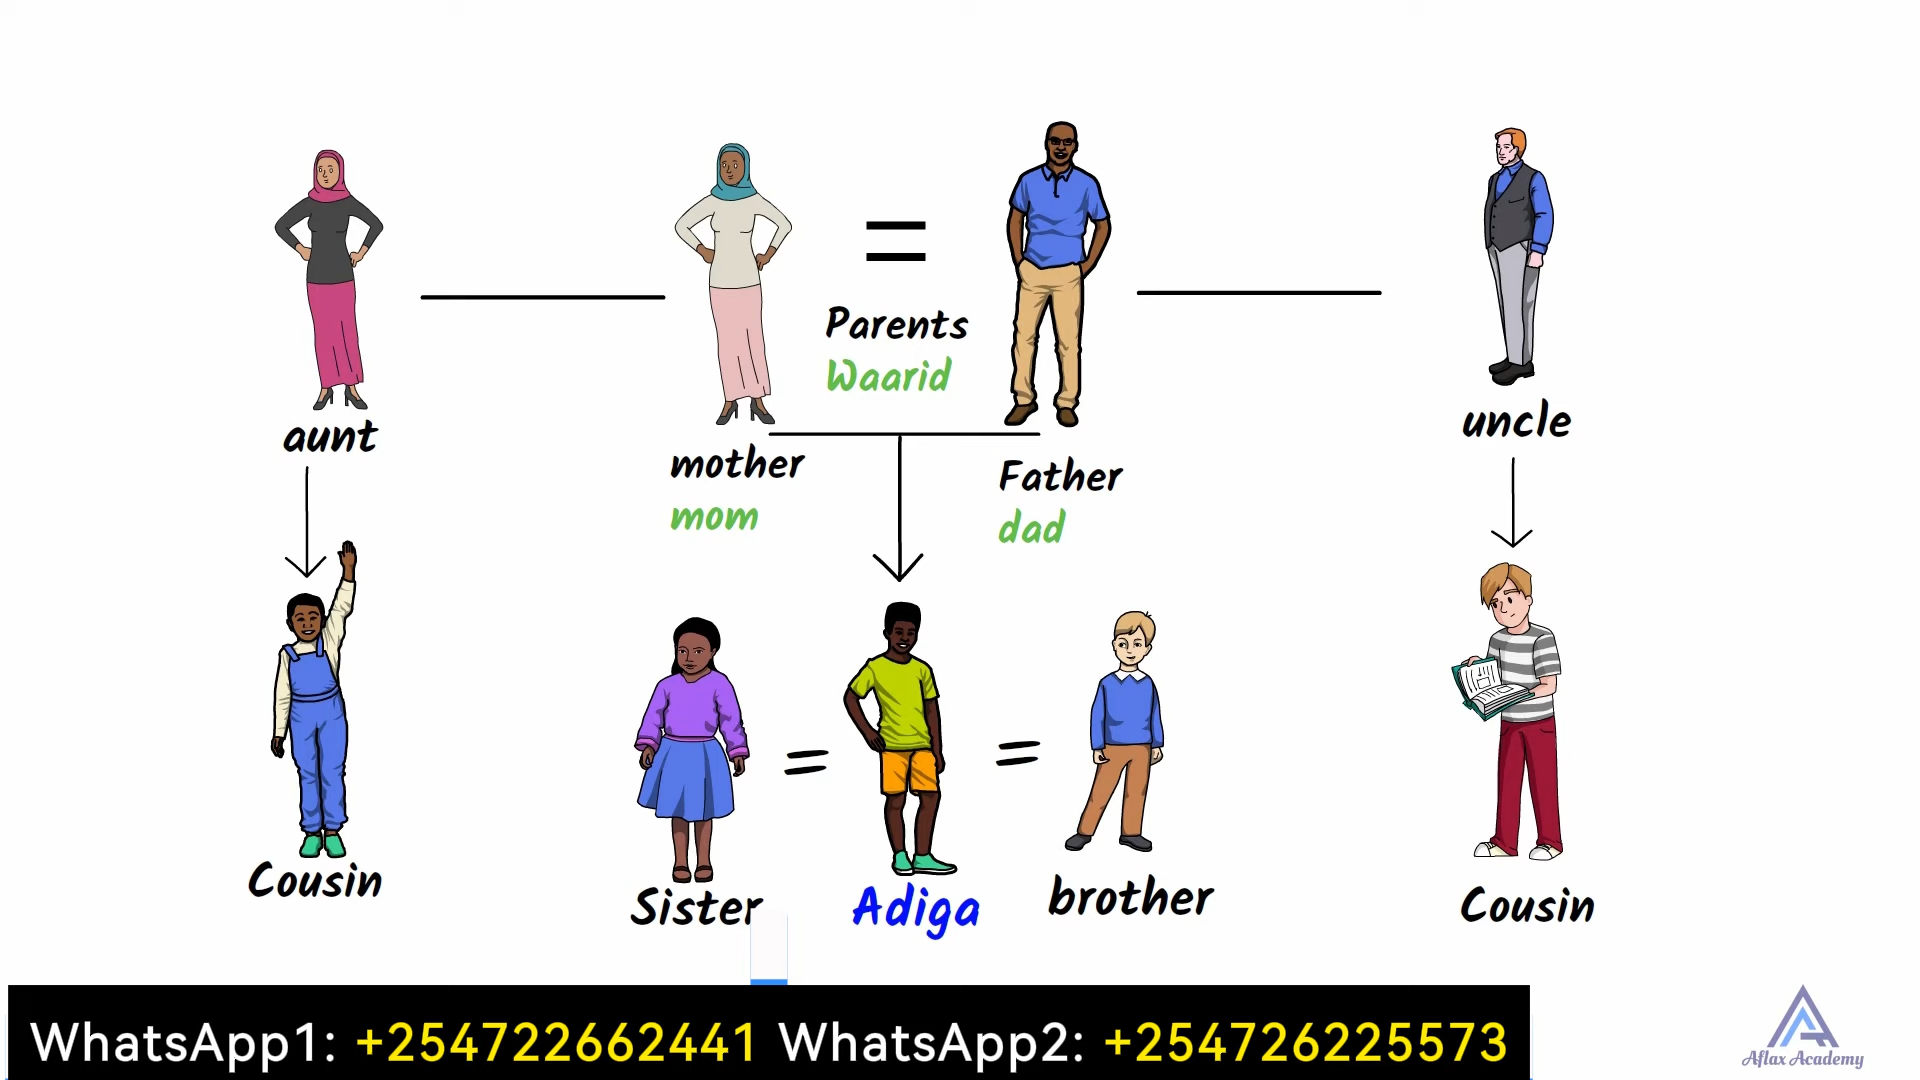 Parents
Waarid
aunt
mother
mom
Father
dad
uncle
Cousin
Sister
Adiga
brother
Cousin
WhatsApp1: +254722662441 WhatsApp2: +254726225573
Aflax Academy